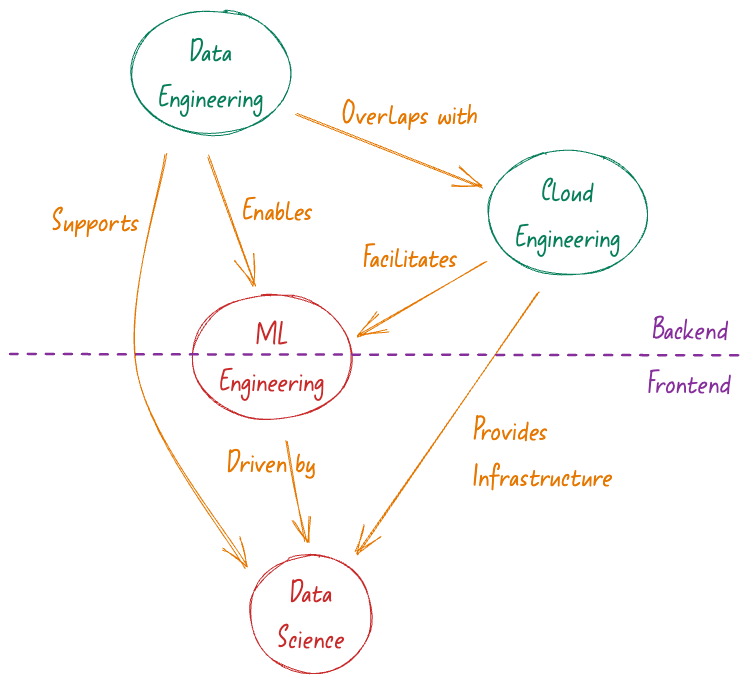 Data
Engineering
Overlaps with
Cloud
Engineering
Supports
Enables
Facilitates
ML
Engineering
Backend
Frontend
Driven by
Provides
Infrastructure
Data
Science